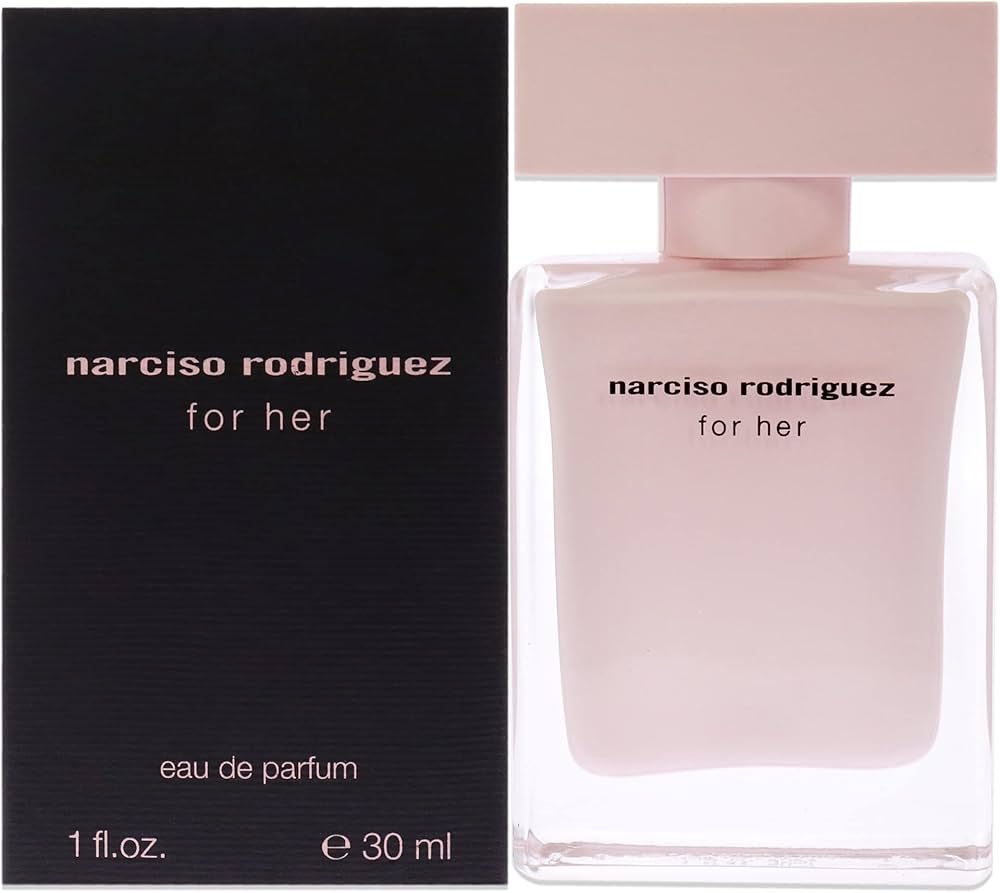 narciso rodriguez
for her
eau de parfum
1 fl.oz. ℮ 30 ml
narciso rodriguez
for her